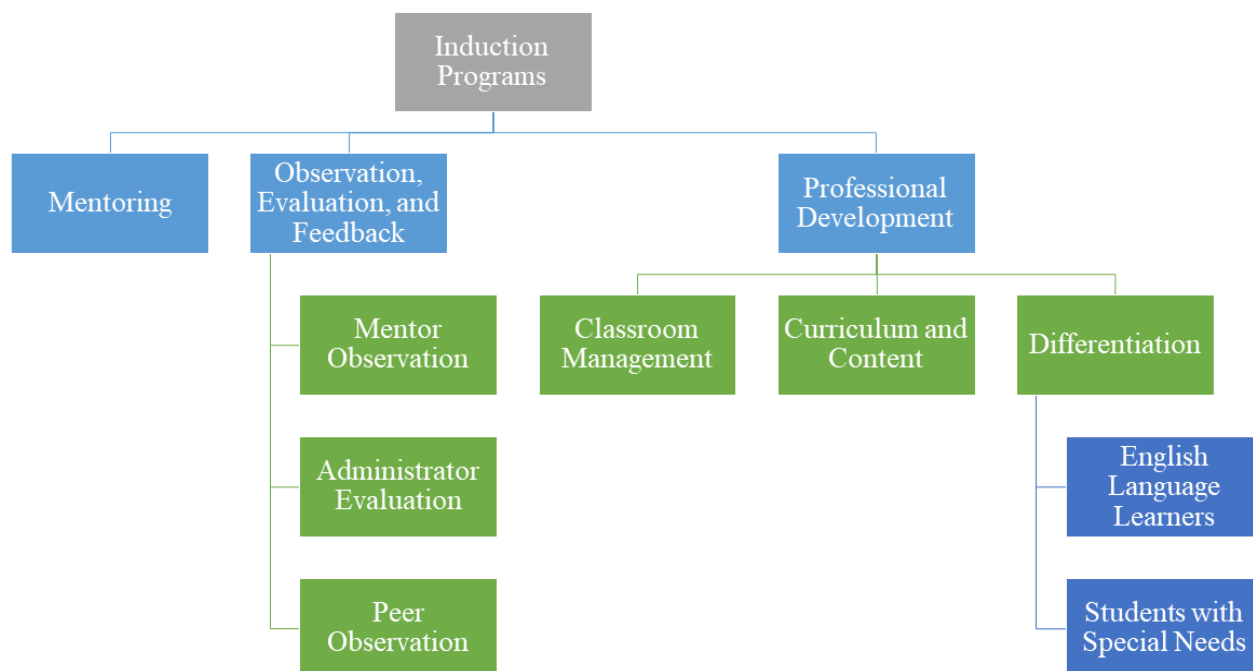 Induction
Programs
Mentoring
Observation,
Evaluation, and
Feedback
Professional
Development
Mentor
Observation
Classroom
Management
Curriculum and
Content
Differentiation
Administrator
Evaluation
English
Language
Learners
Peer
Observation
Students with
Special Needs